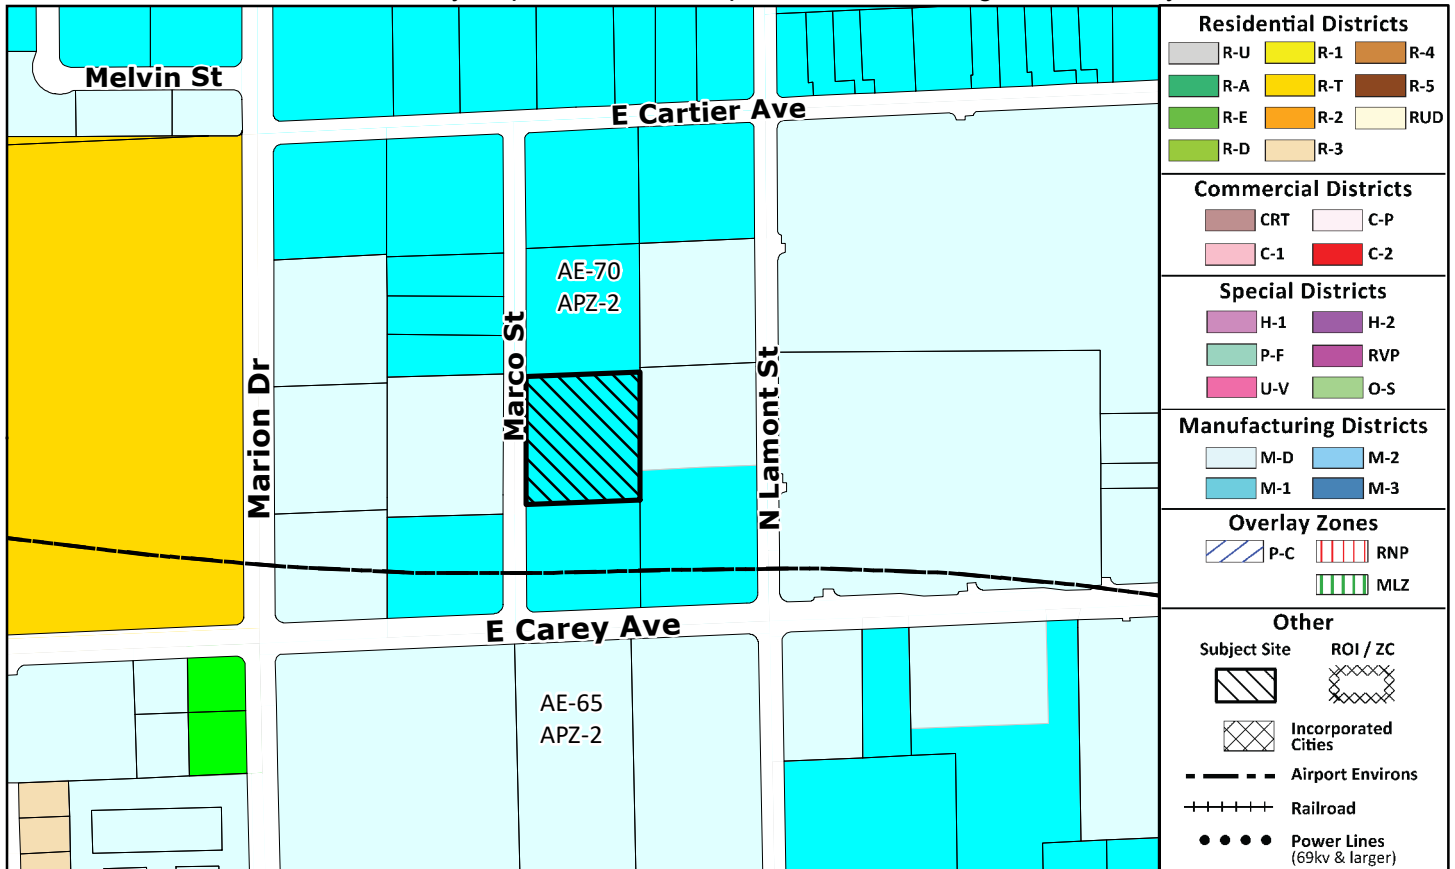 Melvin St
E Cartier Ave
AE-70
APZ-2
Marion Dr
Marco St
N Lamont St
E Carey Ave
AE-65
APZ-2
Residential Districts
R-U R-1 R-4
R-A R-T R-5
R-E R-2 RUD
R-D R-3
Commercial Districts
CRT C-P
C-1 C-2
Special Districts
H-1 H-2
P-F RVP
U-V O-S
Manufacturing Districts
M-D M-2
M-1 M-3
Overlay Zones
P-C RNP
MLZ
Other
Subject Site ROI / ZC
Incorporated
Cities
Airport Environs
Railroad
Power Lines
(69kv & larger)